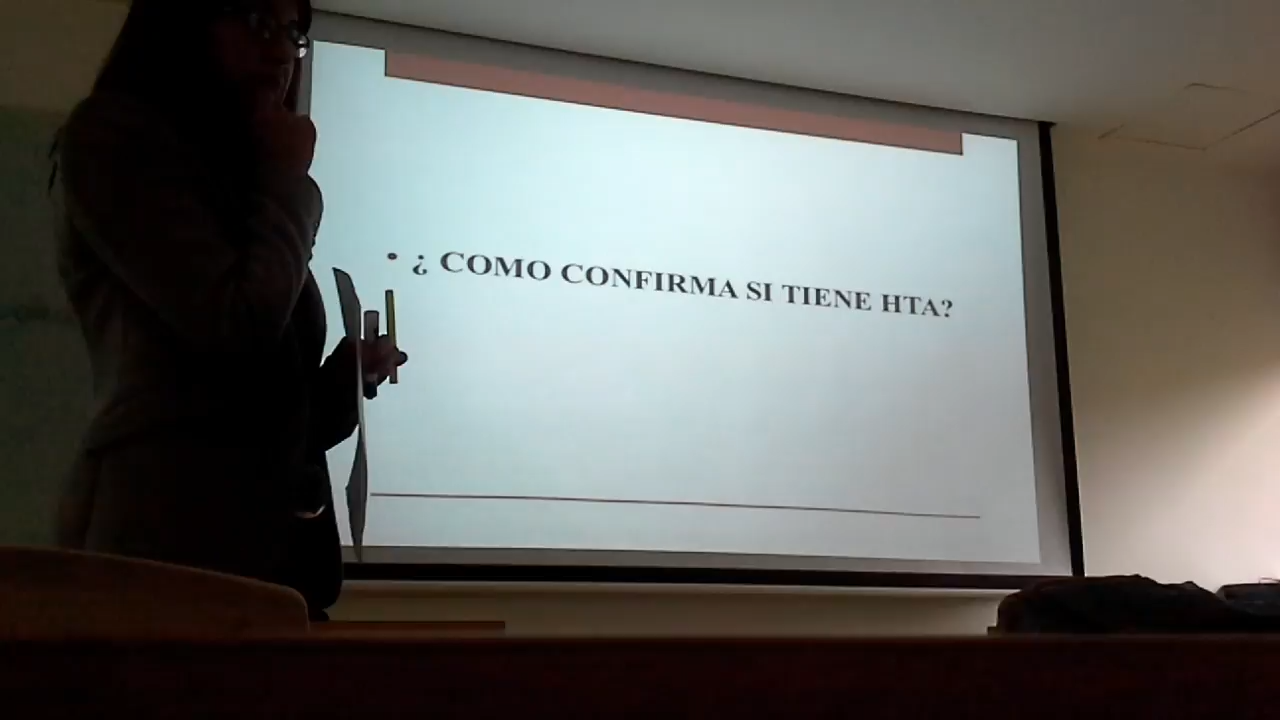 • ¿ COMO CONFIRMA SI TIENE HTA?